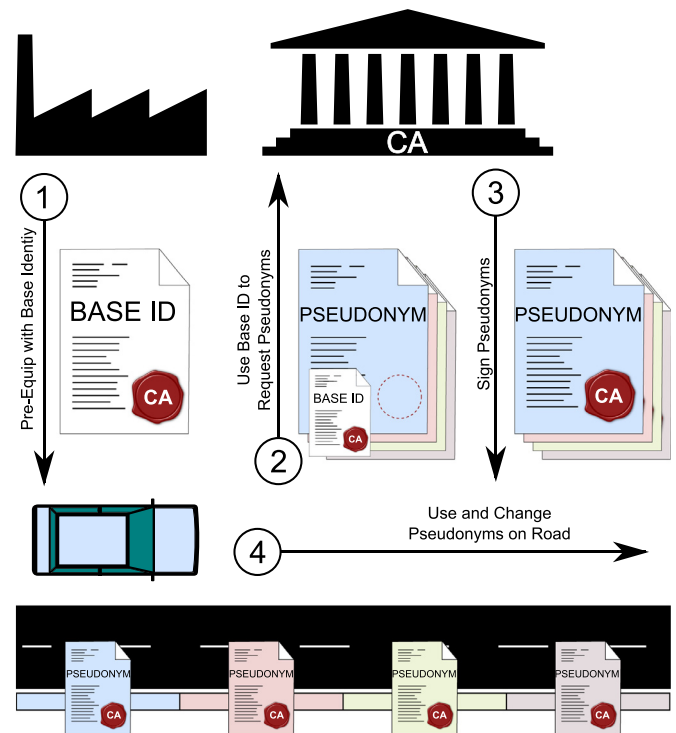 CA
1
3
Pre-Equip with Base Identiy
BASE ID
CA
Use Base ID to
Request Pseudonyms
PSEUDONYM
BASE ID
CA
2
Sign Pseudonyms
PSEUDONYM
CA
4
Use and Change
Pseudonyms on Road
PSEUDONYM
CA
PSEUDONYM
CA
PSEUDONYM
CA
PSEUDONYM
CA